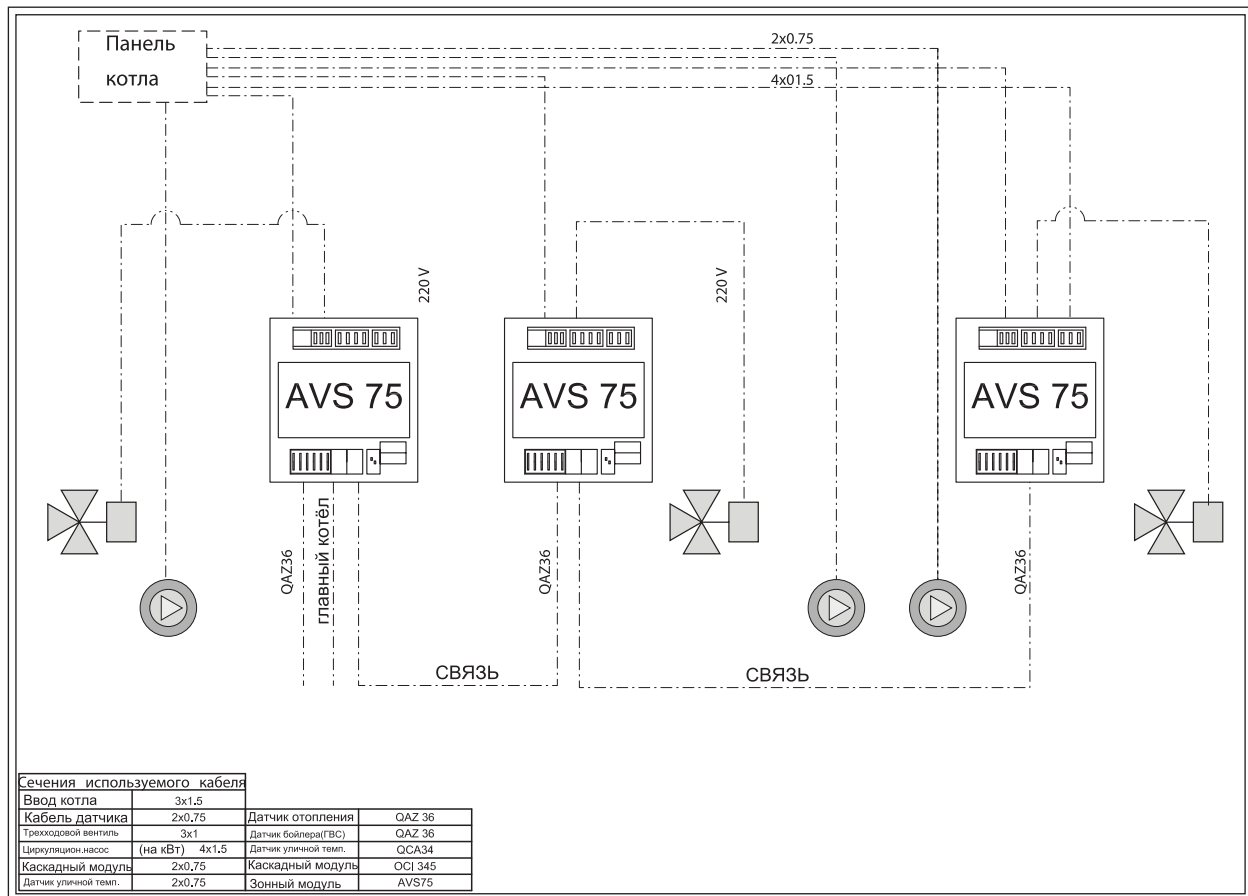 Панель
котла
2x0.75
4x01.5
220 V
220 V
AVS 75
AVS 75
AVS 75
QAZ36
главный котёл
QAZ36
QAZ36
СВЯЗЬ
СВЯЗЬ
Сечения используемого кабеля
Ввод котла 3x1.5
Кабель датчика 2x0.75 Датчик отопления QAZ 36
Трехходовой вентиль 3x1 Датчик бойлера(ГВС) QAZ 36
Циркуляцион.насос (на кВт) 4x1.5 Датчик уличной темп. QCA34
Каскадный модуль 2x0.75 Каскадный модуль OCI 345
Датчик уличной темп. 2x0.75 Зонный модуль AVS75